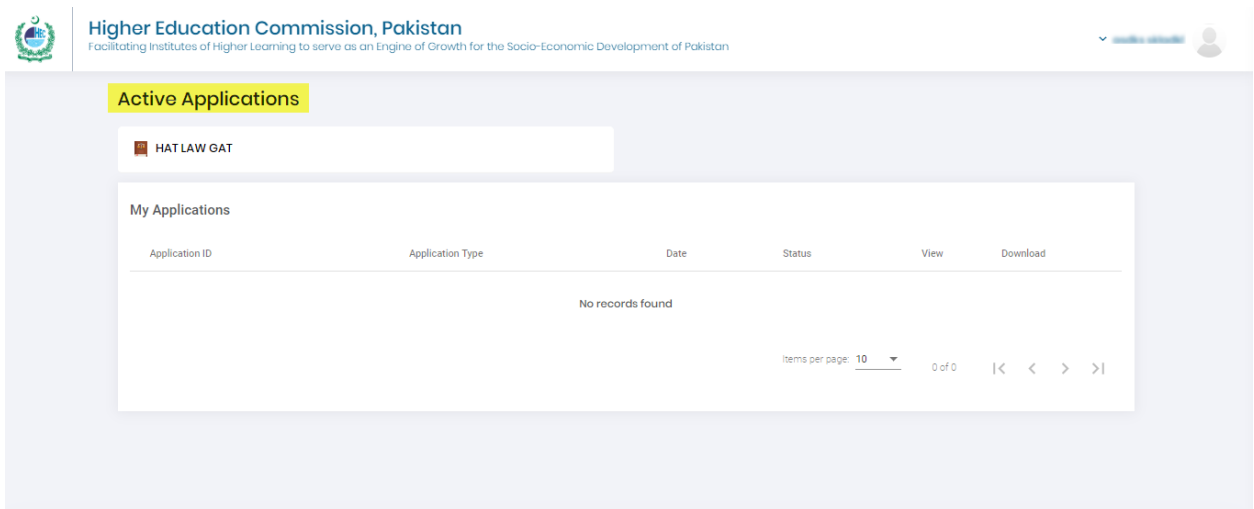 HEC
Higher Education Commission, Pakistan
Facilitating Institutes of Higher Learning to serve as an Engine of Growth for the Socio-Economic Development of Pakistan
Active Applications
HAT LAW GAT
My Applications
Application ID Application Type Date Status View Download
No records found
Items per page: 10 0 of 0